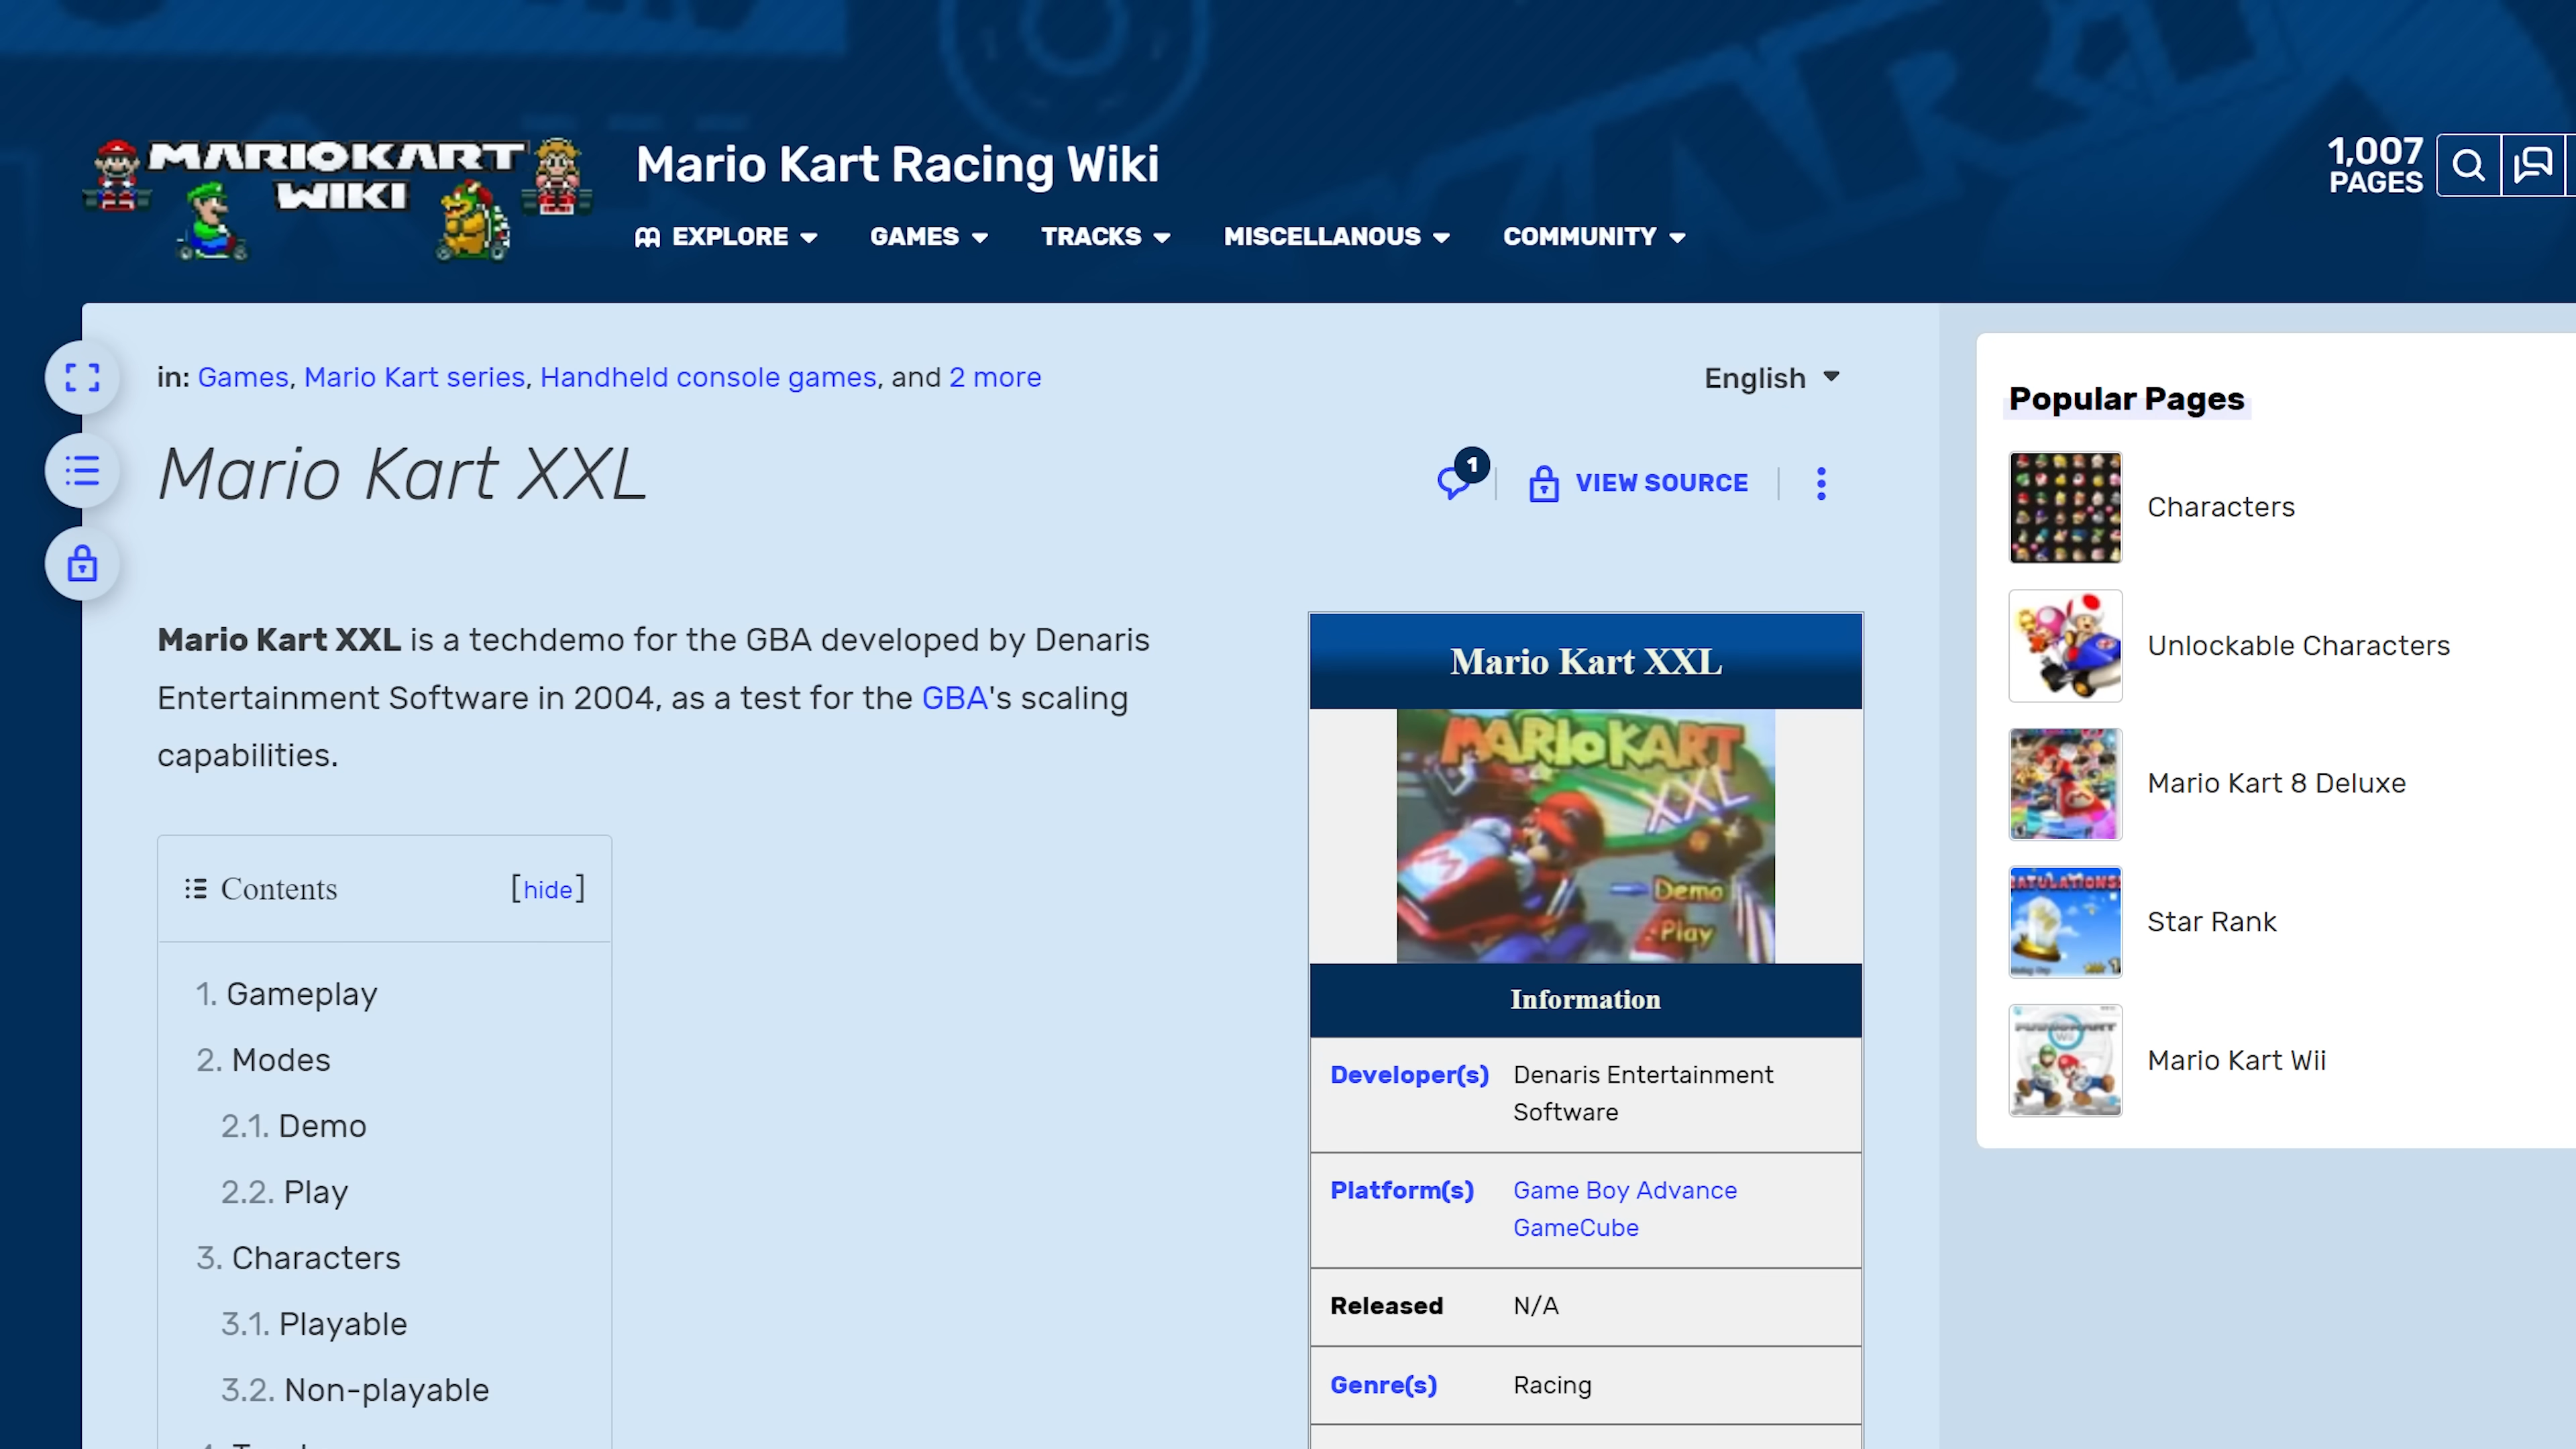 MARIO KART
WIKI
Mario Kart Racing Wiki
1,007
PAGES
EXPLORE
GAMES
TRACKS
MISCELLANOUS
COMMUNITY
in: Games, Mario Kart series, Handheld console games, and 2 more
English
Mario Kart XXL
1
VIEW SOURCE
Mario Kart XXL is a techdemo for the GBA developed by Denaris
Entertainment Software in 2004, as a test for the GBA's scaling
capabilities.
Contents
[hide]
1. Gameplay
2. Modes
2.1. Demo
2.2. Play
3. Characters
3.1. Playable
3.2. Non-playable
Mario Kart XXL
MARIO KART
XXL
Demo
Play
Information
Developer(s) Denaris Entertainment
Software
Platform(s) Game Boy Advance
GameCube
Released N/A
Genre(s) Racing
Popular Pages
Characters
Unlockable Characters
Mario Kart 8 Deluxe
Star Rank
Mario Kart Wii